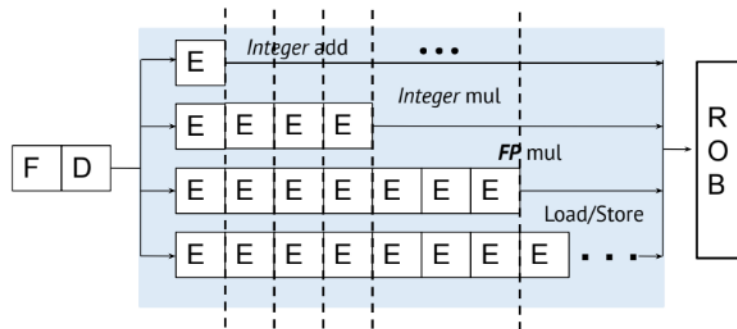 E Integer add • • •
E E E E Integer mul
F D
E E E E E E E FP mul
E E E E E E E E • • • Load/Store
R
O
B